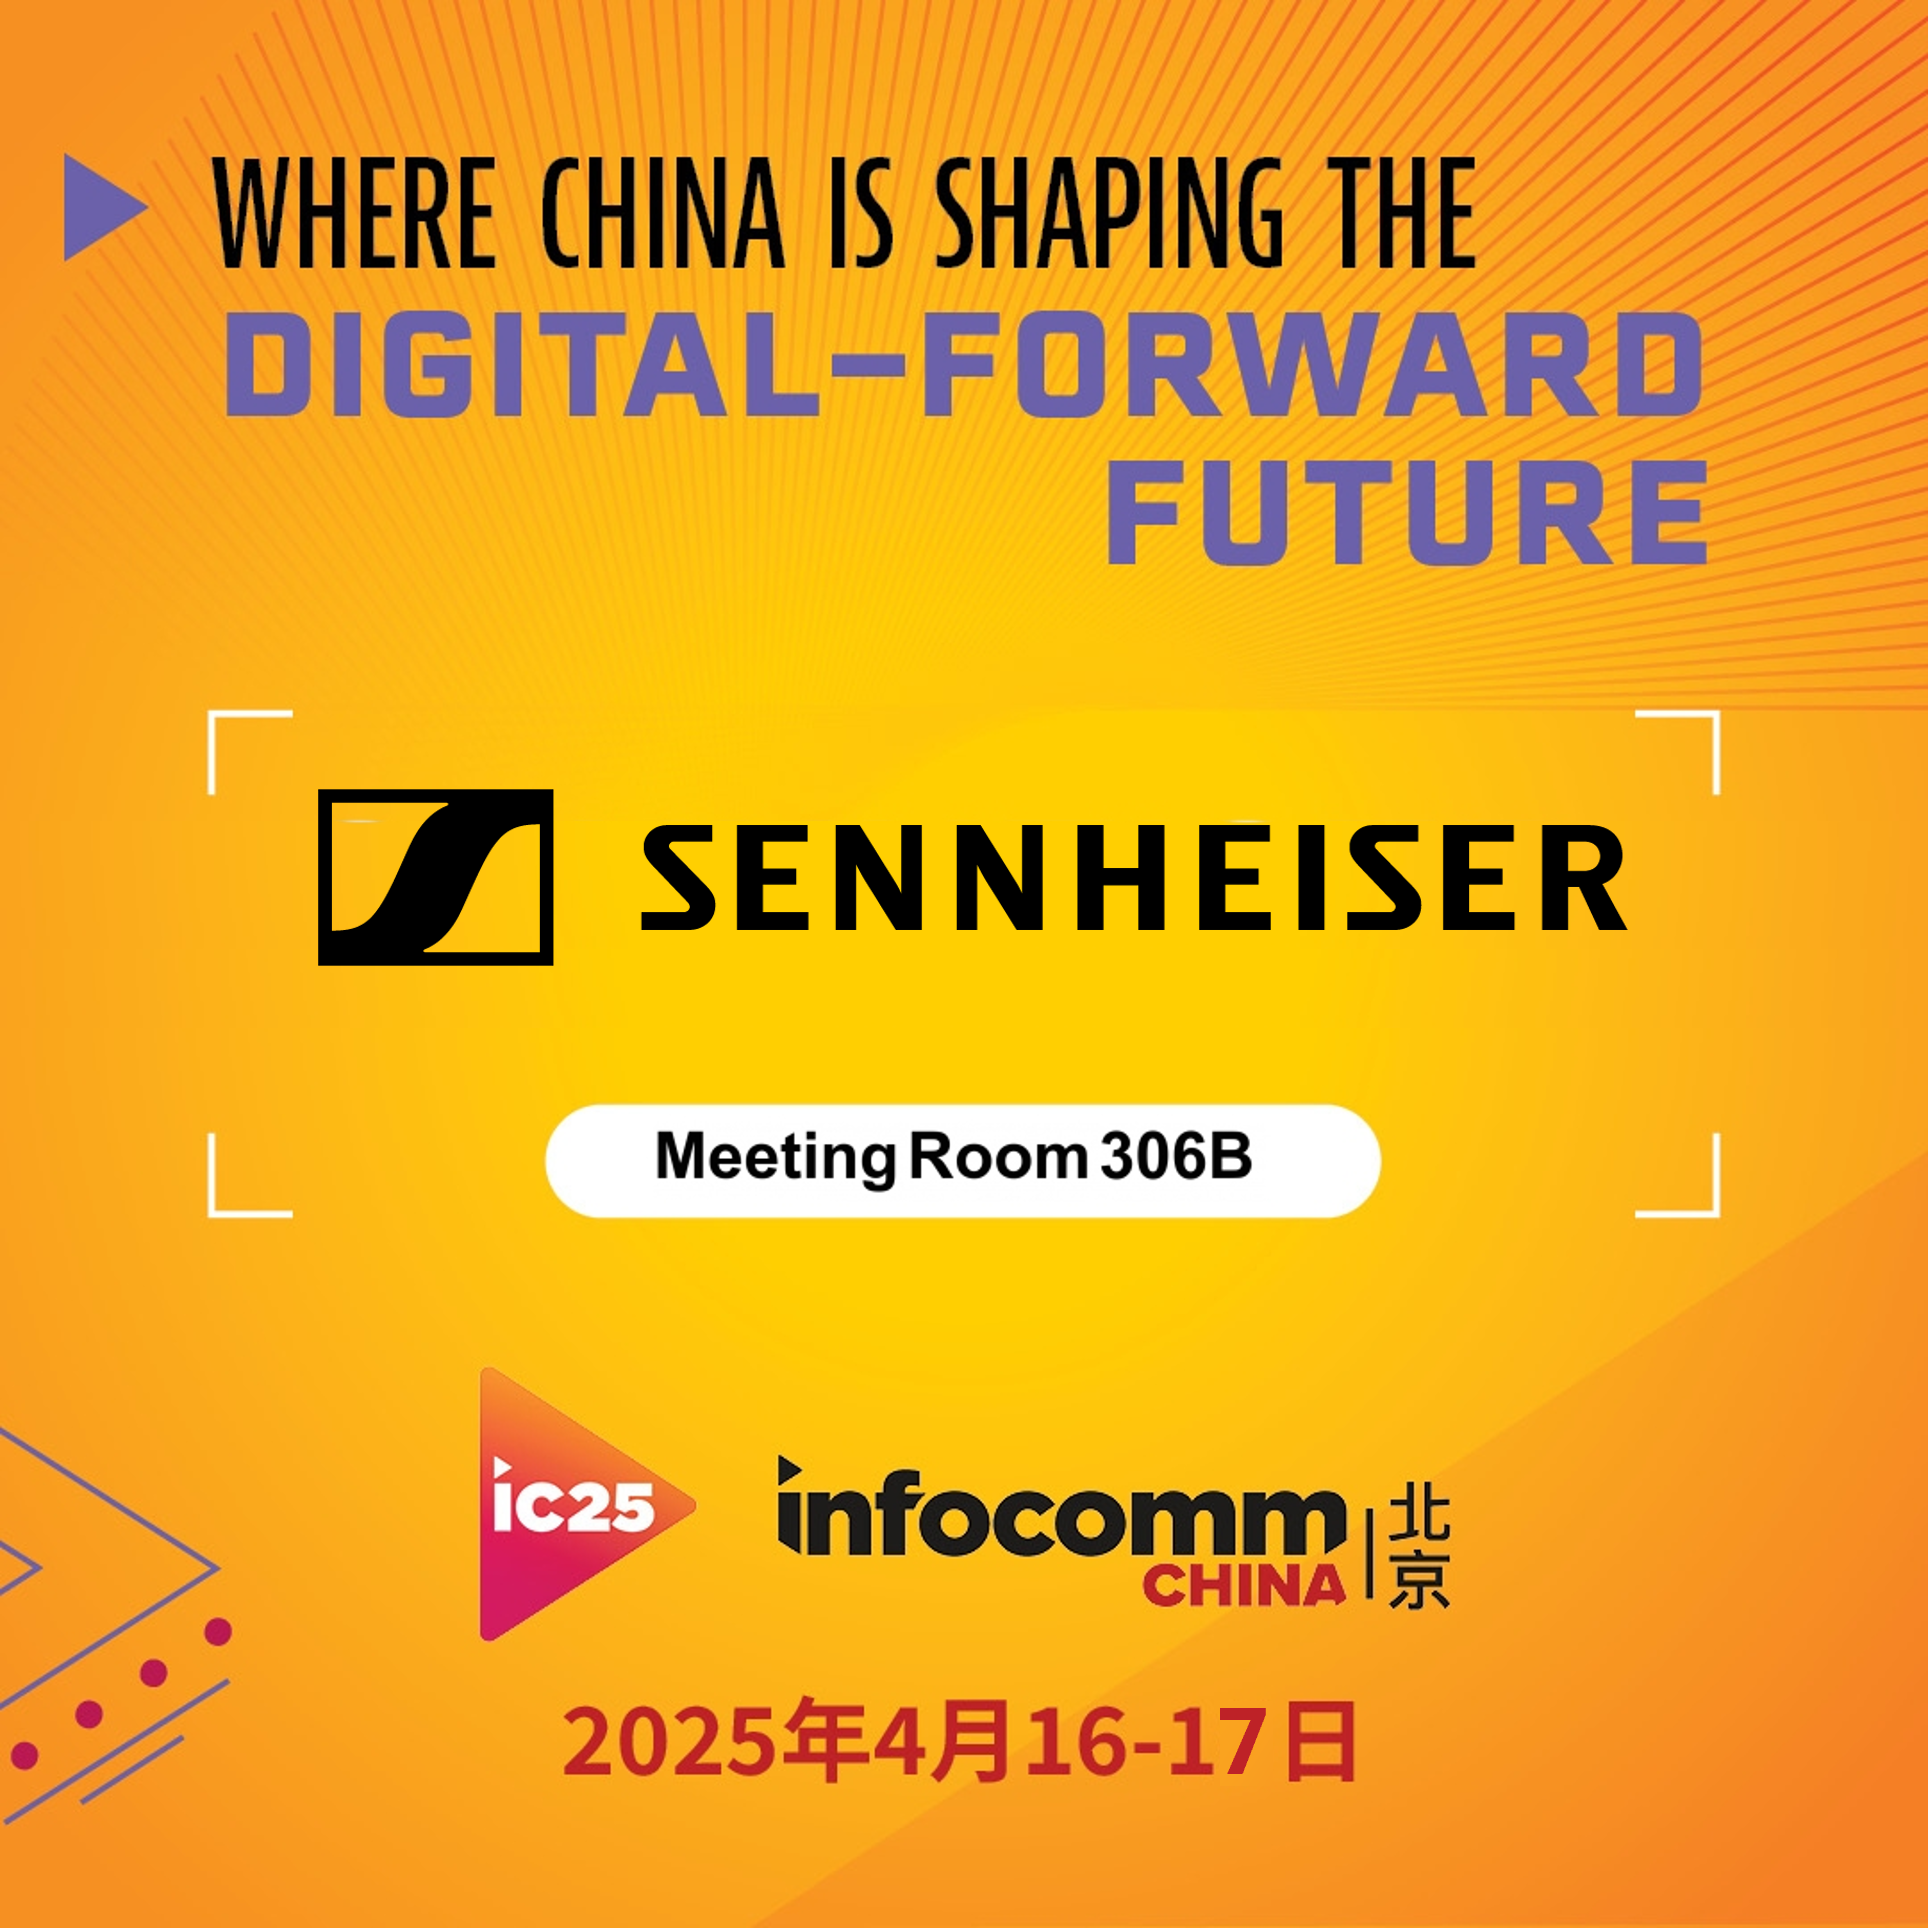 WHERE CHINA IS SHAPING THE
DIGITAL-FORWARD
FUTURE
SENNHEISER
Meeting Room 306B
ic25
infocomm
CHINA
北京
2025年4月16-17日